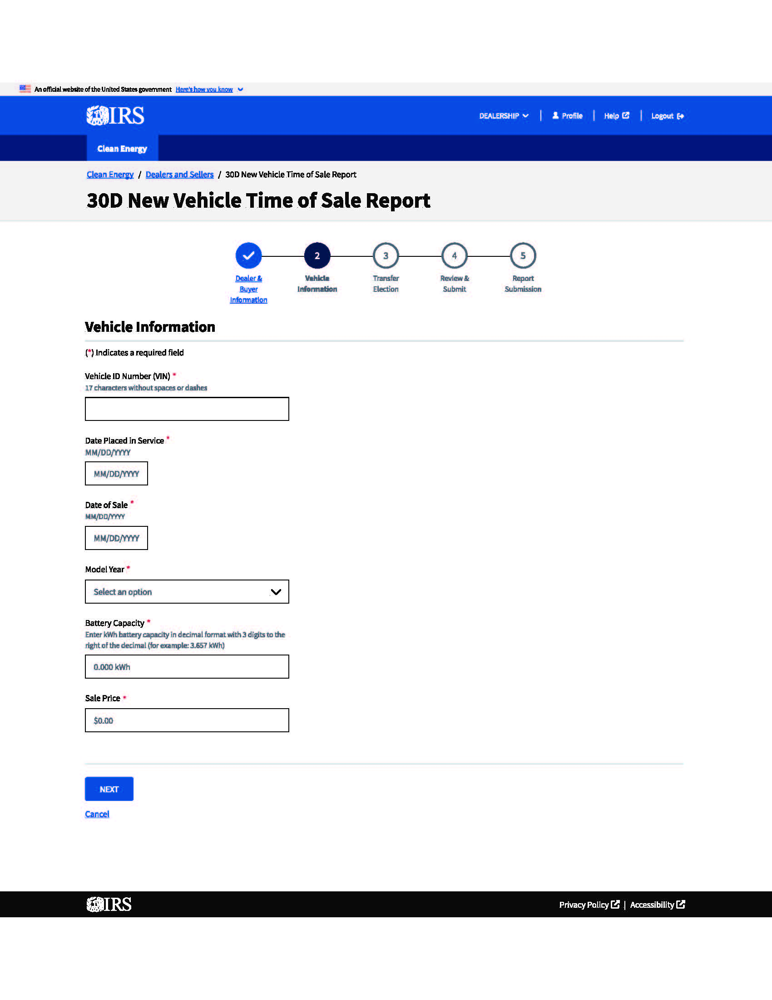 An official website of the United States government Here's how you know
IRS
DEALERSHIP | Profile | Help | Logout
Clean Energy
Clean Energy / Dealers and Sellers / 30D New Vehicle Time of Sale Report
30D New Vehicle Time of Sale Report
2 3 4 5
Dealer & Buyer Information
Vehicle Information
Transfer Election
Review & Submit
Report Submission
Vehicle Information
(*) Indicates a required field
Vehicle ID Number (VIN) *
17 characters without spaces or dashes
Date Placed in Service *
MM/DD/YYYY
MM/DD/YYYY
Date of Sale *
MM/DD/YYYY
MM/DD/YYYY
Model Year *
Select an option
Battery Capacity *
Enter kWh battery capacity in decimal format with 3 digits to the
right of the decimal (for example: 3.657 kWh)
0.000 kWh
Sale Price *
$0.00
NEXT
Cancel
IRS
Privacy Policy | Accessibility